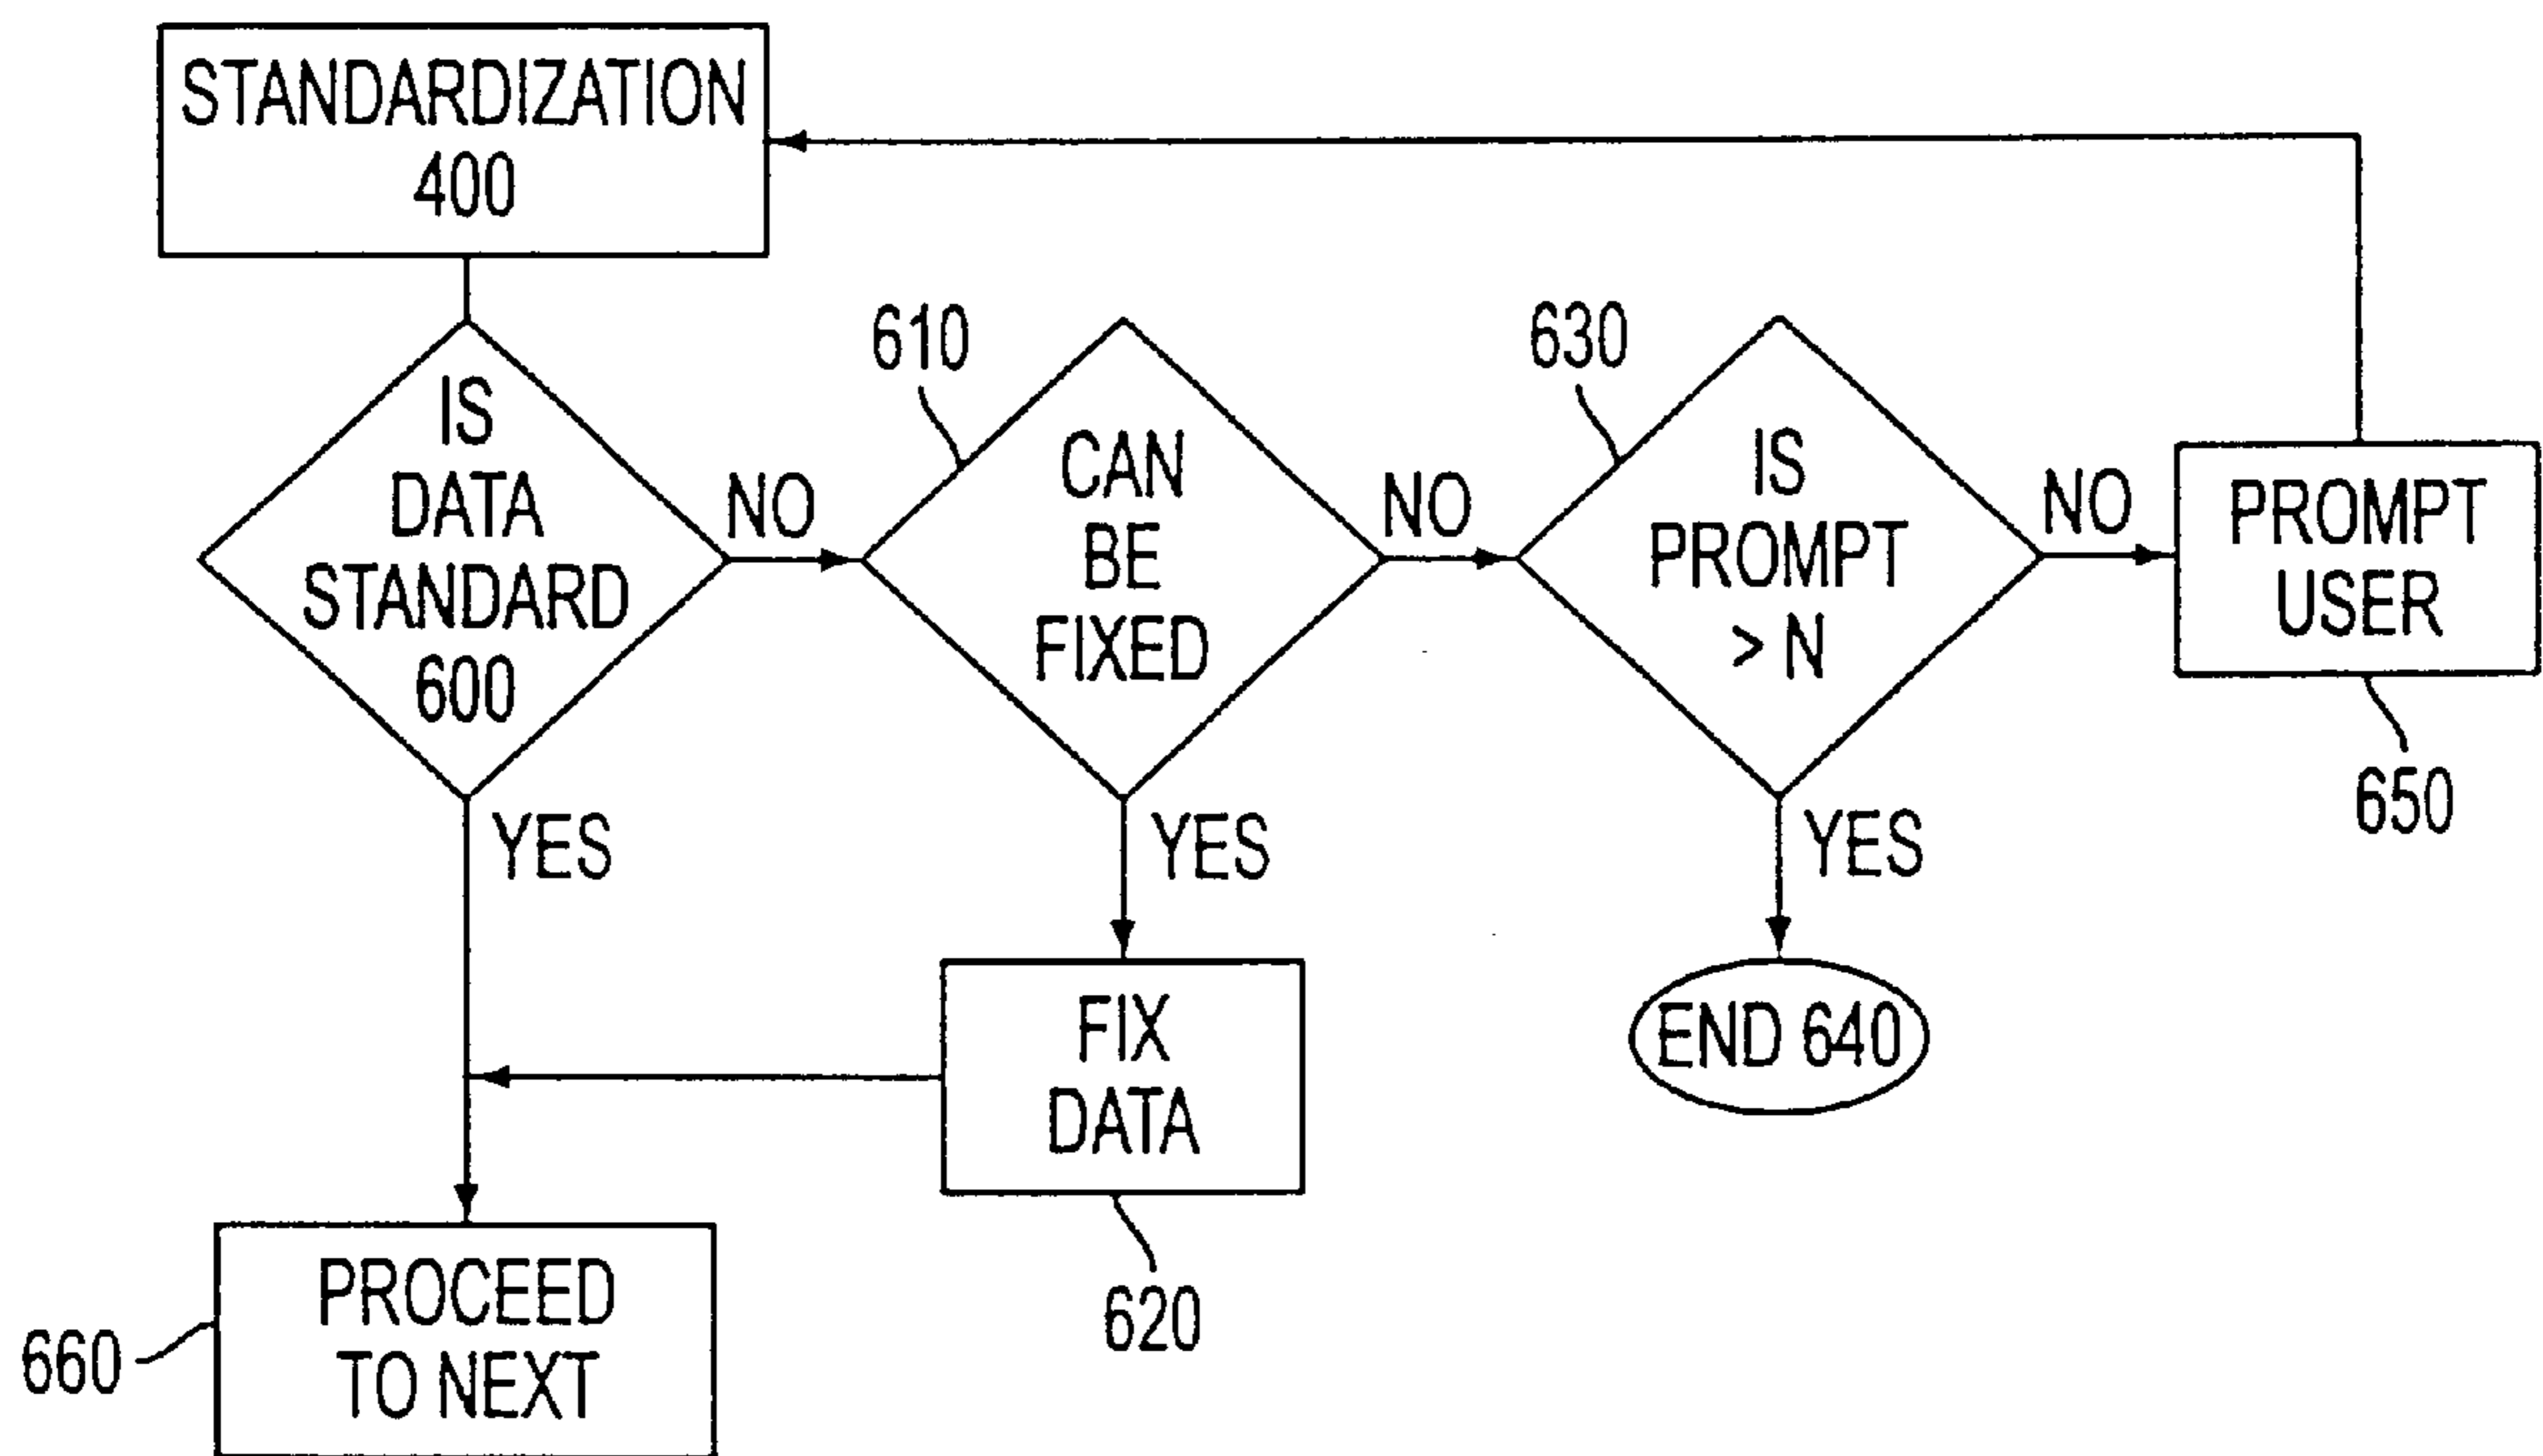 STANDARDIZATION
400
IS
DATA
STANDARD
600
NO
YES
610
CAN
BE
FIXED
NO
YES
630
IS
PROMPT
> N
NO
YES
PROMPT
USER
650
FIX
DATA
620
END 640
PROCEED
TO NEXT
660